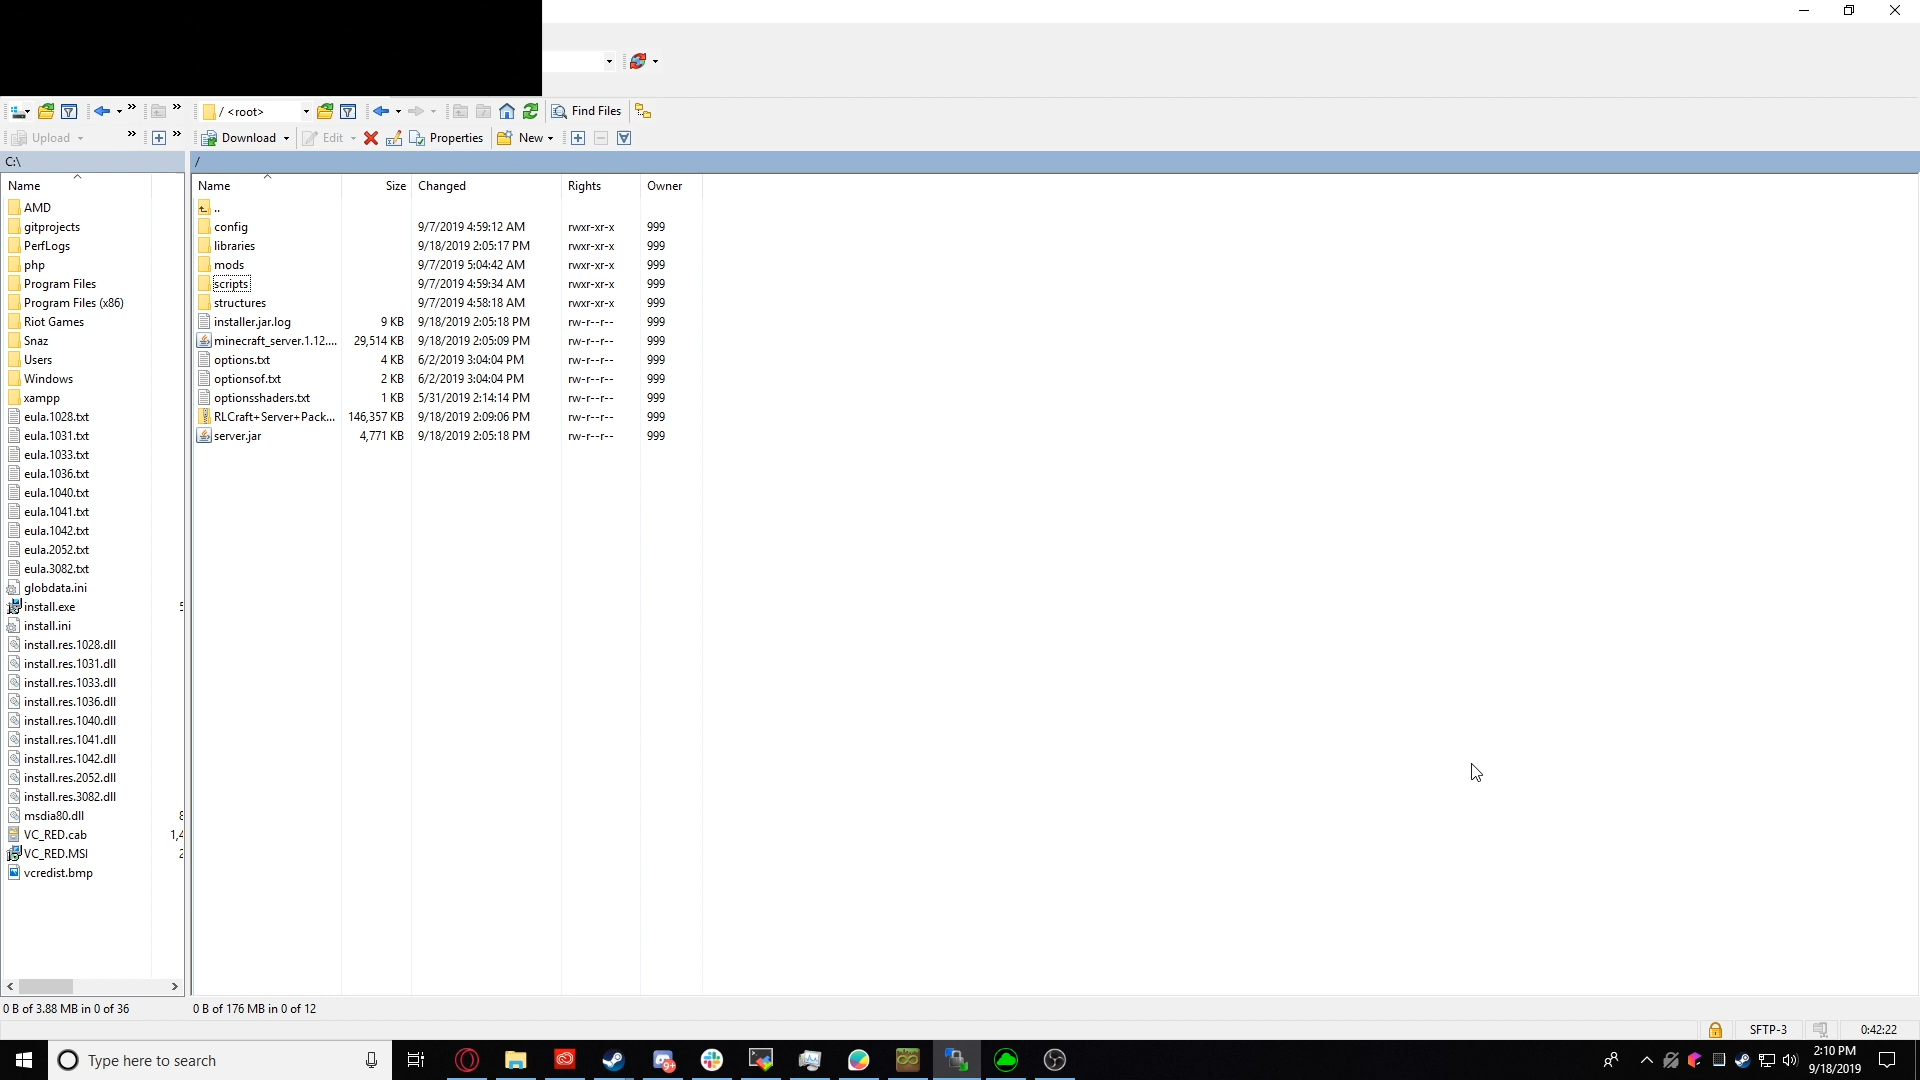 / <root>
Find Files
Upload
Download
Edit
Properties
New
C:\
/
Name
Name Size Changed Rights Owner
AMD
gitprojects
PerfLogs
php
Program Files
Program Files (x86)
Riot Games
Snaz
Users
Windows
xampp
eula.1028.txt
eula.1031.txt
eula.1033.txt
eula.1036.txt
eula.1040.txt
eula.1041.txt
eula.1042.txt
eula.2052.txt
eula.3082.txt
globdata.ini
install.exe 5
install.ini
install.res.1028.dll
install.res.1031.dll
install.res.1033.dll
install.res.1036.dll
install.res.1040.dll
install.res.1041.dll
install.res.1042.dll
install.res.2052.dll
install.res.3082.dll
msdia80.dll
VC_RED.cab 1,4
VC_RED.MSI 2
vcredist.bmp
..
config 9/7/2019 4:59:12 AM rwxr-xr-x 999
libraries 9/18/2019 2:05:17 PM rwxr-xr-x 999
mods 9/7/2019 5:04:42 AM rwxr-xr-x 999
scripts 9/7/2019 4:59:34 AM rwxr-xr-x 999
structures 9/7/2019 4:58:18 AM rwxr-xr-x 999
installer.jar.log 9 KB 9/18/2019 2:05:18 PM rw-r--r-- 999
minecraft_server.1.12.... 29,514 KB 9/18/2019 2:05:09 PM rw-r--r-- 999
options.txt 4 KB 6/2/2019 3:04:04 PM rw-r--r-- 999
optionsof.txt 2 KB 6/2/2019 3:04:04 PM rw-r--r-- 999
optionsshaders.txt 1 KB 5/31/2019 2:14:14 PM rw-r--r-- 999
RLCraft+Server+Pack... 146,357 KB 9/18/2019 2:09:06 PM rw-r--r-- 999
server.jar 4,771 KB 9/18/2019 2:05:18 PM rw-r--r-- 999
0 B of 3.88 MB in 0 of 36
0 B of 176 MB in 0 of 12
SFTP-3 0:42:22
Type here to search
9+
2:10 PM
9/18/2019